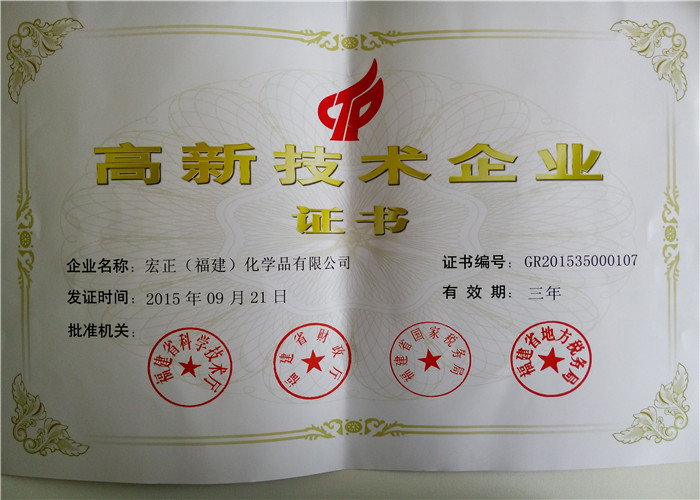 高新技术企业
证书
企业名称：宏正（福建）化学品有限公司
证书编号：GR201535000107
发证时间：2015年09月21日
有效期：三年
批准机关：
福建省科学技术厅
福建省财政厅
福建省国家税务局
福建省地方税务局